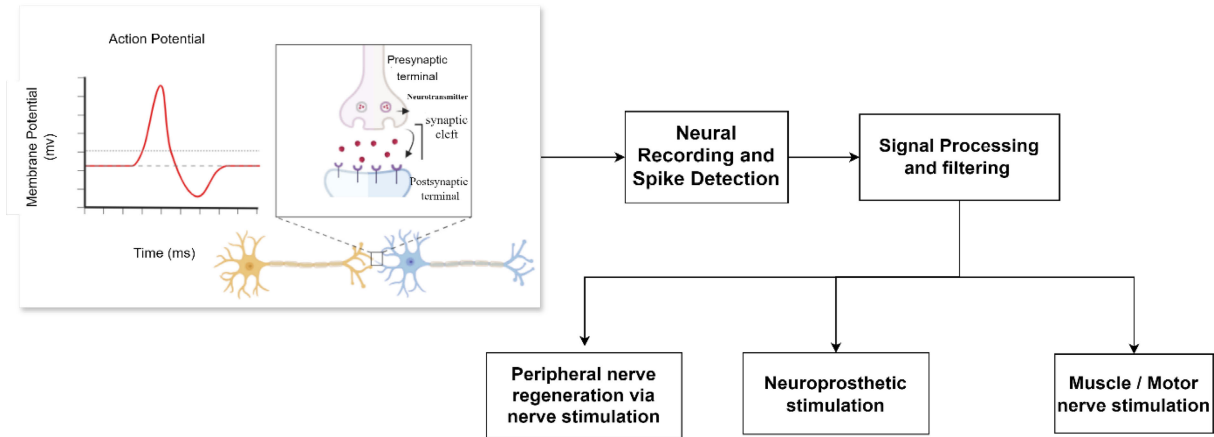 Action Potential
Membrane Potential
(mv)
Time (ms)
Presynaptic
terminal
Neurotransmitter
synaptic
cleft
Postsynaptic
terminal
Neural
Recording and
Spike Detection
Signal Processing
and filtering
Peripheral nerve
regeneration via
nerve stimulation
Neuroprosthetic
stimulation
Muscle / Motor
nerve stimulation